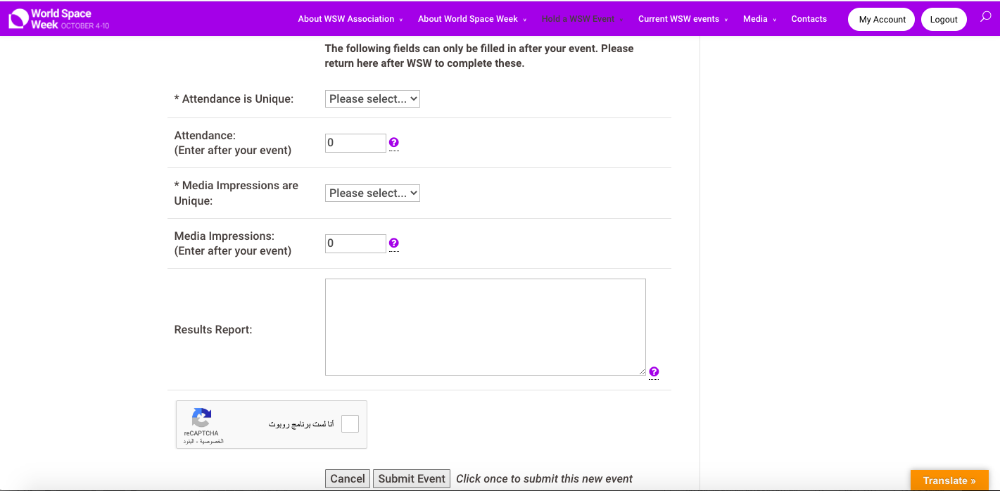 World Space
Week OCTOBER 4-10
About WSW Association
About World Space Week
Hold a WSW Event
Current WSW events
Media
Contacts
My Account
Logout
The following fields can only be filled in after your event. Please
return here after WSW to complete these.
* Attendance is Unique:
Please select...
Attendance:
(Enter after your event)
0
* Media Impressions are
Unique:
Please select...
Media Impressions:
(Enter after your event)
0
Results Report:
أنا لست برنامج روبوت
reCAPTCHA
الخصوصية - البنود
Cancel
Submit Event
Click once to submit this new event
Translate »